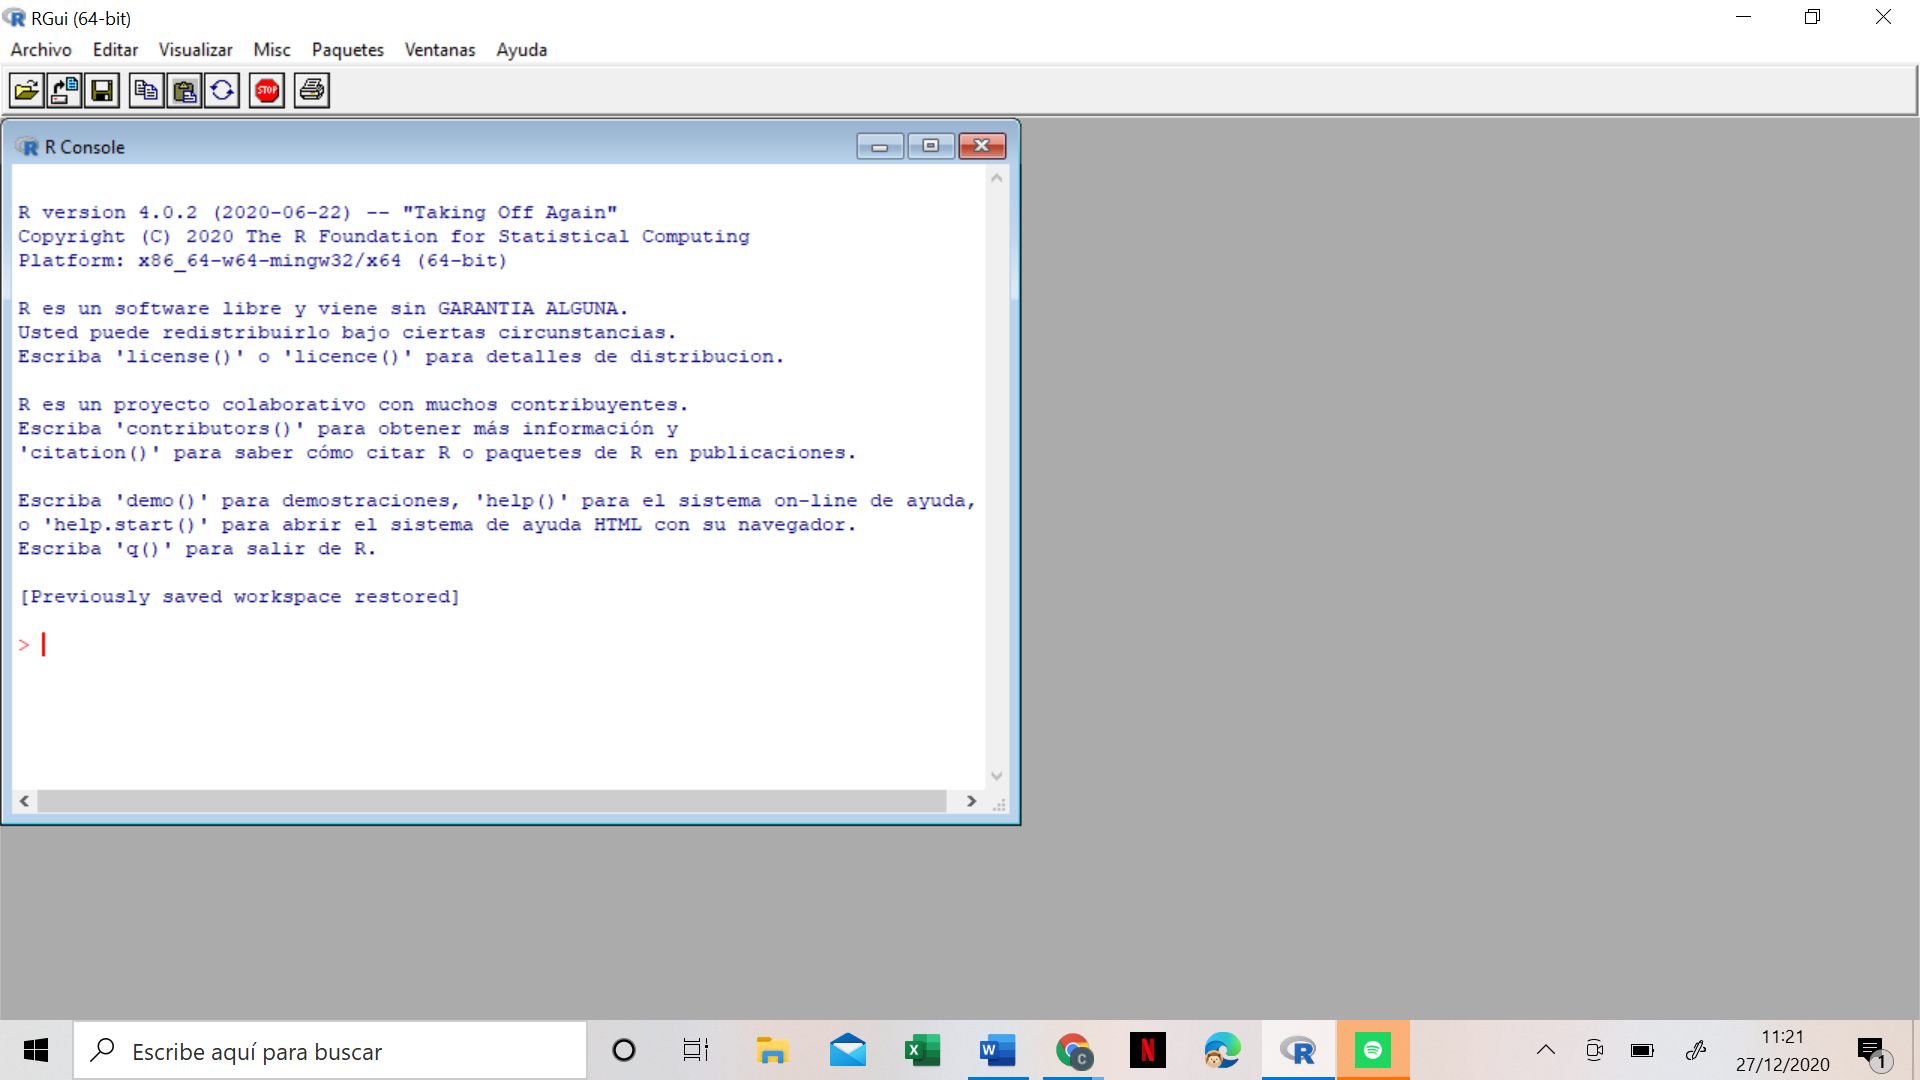 RGui (64-bit)
Archivo Editar Visualizar Misc Paquetes Ventanas Ayuda
STOP
R Console
R version 4.0.2 (2020-06-22) -- "Taking Off Again"
Copyright (C) 2020 The R Foundation for Statistical Computing
Platform: x86_64-w64-mingw32/x64 (64-bit)
R es un software libre y viene sin GARANTIA ALGUNA.
Usted puede redistribuirlo bajo ciertas circunstancias.
Escriba 'license()' o 'licence()' para detalles de distribucion.
R es un proyecto colaborativo con muchos contribuyentes.
Escriba 'contributors()' para obtener más información y
'citation()' para saber cómo citar R o paquetes de R en publicaciones.
Escriba 'demo()' para demostraciones, 'help()' para el sistema on-line de ayuda,
o 'help.start()' para abrir el sistema de ayuda HTML con su navegador.
Escriba 'q()' para salir de R.
[Previously saved workspace restored]
>
Escribe aquí para buscar
11:21
27/12/2020
1